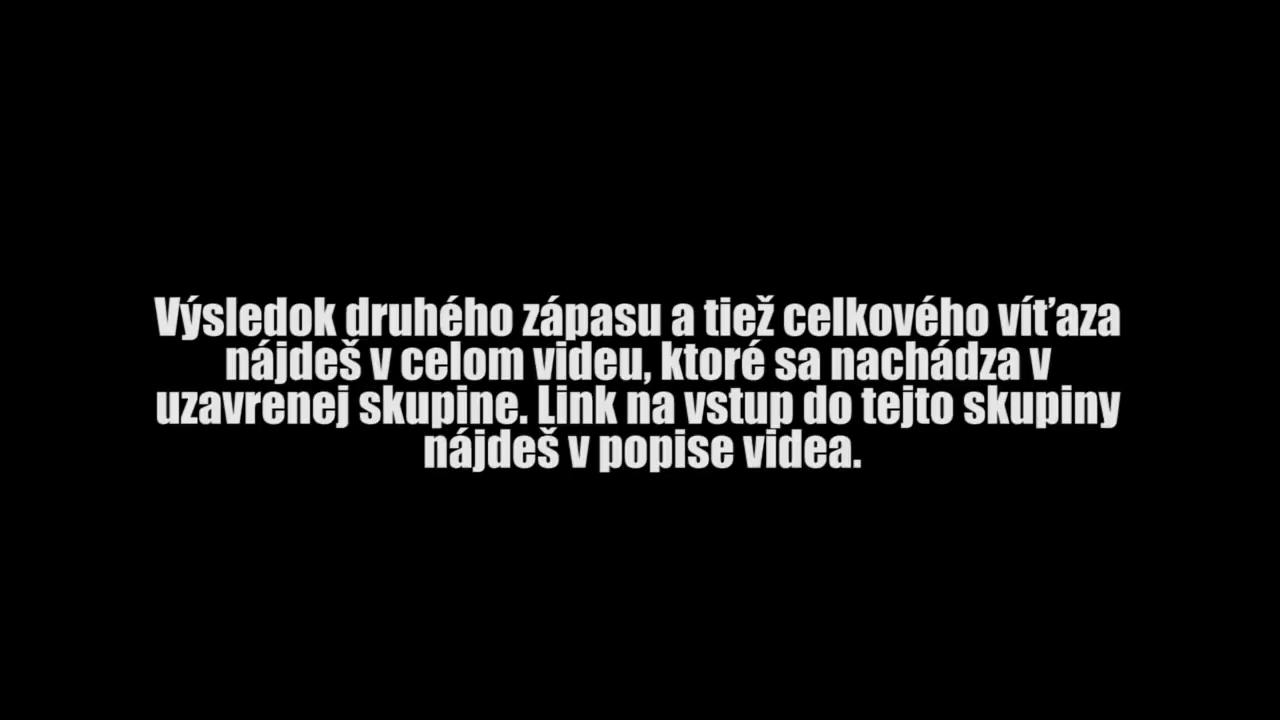 Výsledok druhého zápasu a tiež celkového víťaza
nájdeš v celom videu, ktoré sa nachádza v
uzavrenej skupine. Link na vstup do tejto skupiny
nájdeš v popise videa.